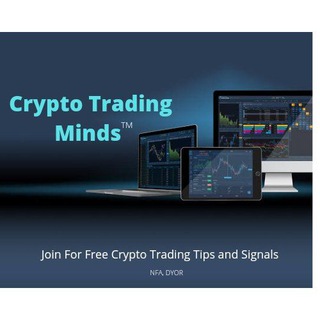 Crypto Trading
Minds™
Join For Free Crypto Trading Tips and Signals
NFA, DYOR